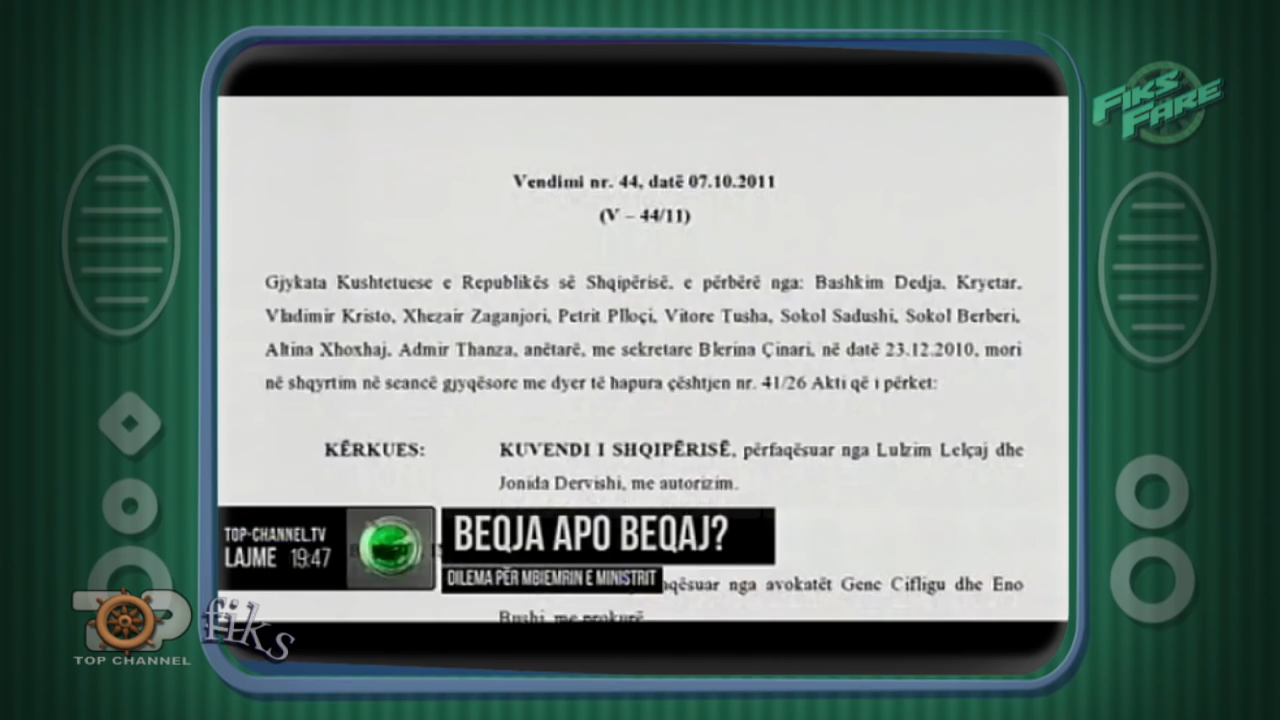 FIKS
FARE
Vendimi nr. 44, datë 07.10.2011
(V – 44/11)
Gjykata Kushtetuese e Republikës së Shqipërisë, e përbërë nga: Bashkim Dedja, Kryetar,
Vladimir Kristo, Xhezair Zaganjori, Petrit Plloçi, Vitore Tusha, Sokol Sadushi, Sokol Berberi,
Altina Xhoxhaj, Admir Thanza, anëtarë, me sekretare Blerina Çinari, në datë 23.12.2010, mori
në shqyrtim në seancë gjyqësore me dyer të hapura çështjen nr. 41/26 Akti që i përket:
KËRKUES: KUVENDI I SHQIPËRISË, përfaqësuar nga Lulzim Lelçaj dhe
Jonida Dervishi, me autorizim.
TOP-CHANNEL.TV
LAJME 19:47
BEQJA APO BEQAJ?
DILEMA PËR MBIEMRIN E MINISTRIT
aqësuar nga avokatët Genc Cifligu dhe Eno
Bushi, me prokurë
fiks
TOP CHANNEL